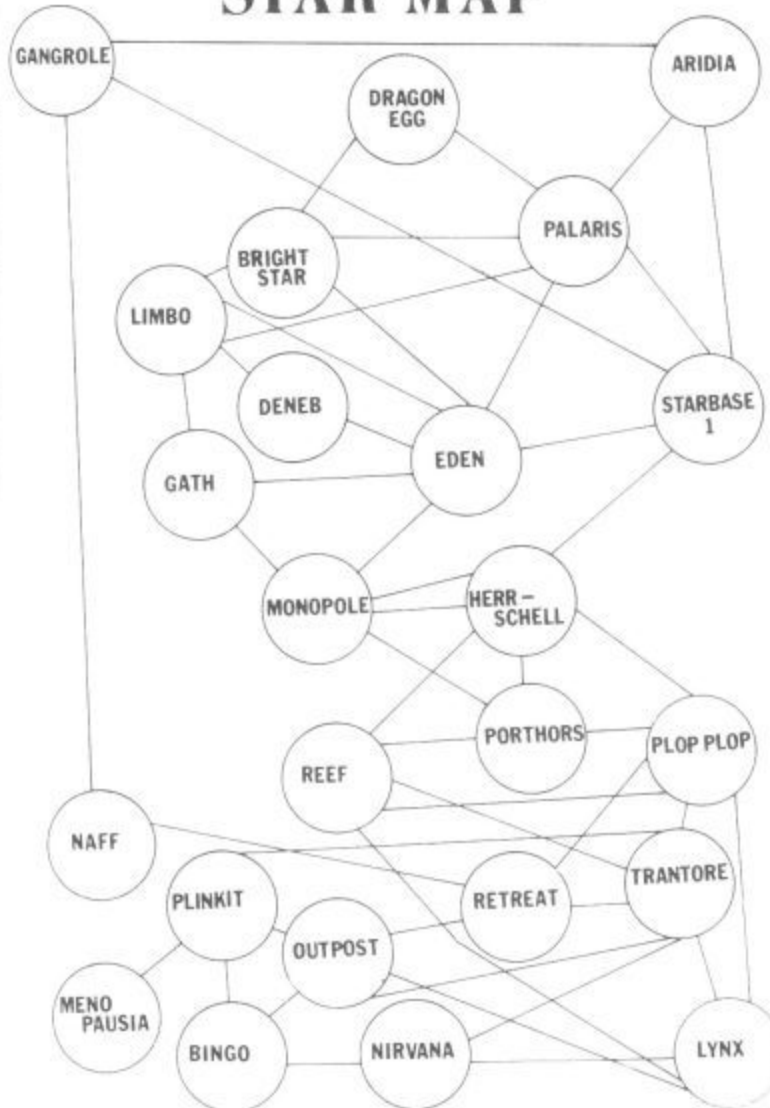 STAR MAP
GANGROLE
ARIDIA
DRAGON
EGG
PALARIS
BRIGHT
STAR
LIMBO
DENEB
STARBASE
1
EDEN
GATH
MONOPOLE
HERR-
SCHELL
PORTHORS
PLOP PLOP
REEF
NAFF
TRANTORE
PLINKIT
RETREAT
OUTPOST
MENO
PAUSIA
BINGO
NIRVANA
LYNX